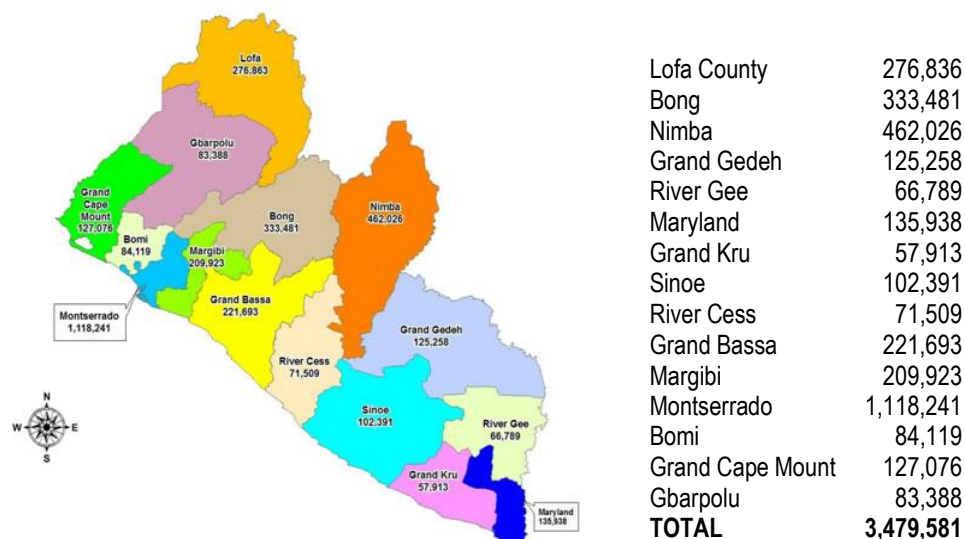 Lofa
276,863
Gbarpolu
83,388
Grand
Cape
Mount
127,076
Bomi
84,119
Bong
333,481
Nimba
462,026
Margibi
209,923
Grand Bassa
221,693
Montserrado
1,118,241
River Cess
71,509
Grand Gedeh
125,258
Sinoe
102,391
River Gee
66,789
Grand Kru
57,913
Maryland
135,938
N
W E
S
Lofa County 276,836
Bong 333,481
Nimba 462,026
Grand Gedeh 125,258
River Gee 66,789
Maryland 135,938
Grand Kru 57,913
Sinoe 102,391
River Cess 71,509
Grand Bassa 221,693
Margibi 209,923
Montserrado 1,118,241
Bomi 84,119
Grand Cape Mount 127,076
Gbarpolu 83,388
TOTAL 3,479,581